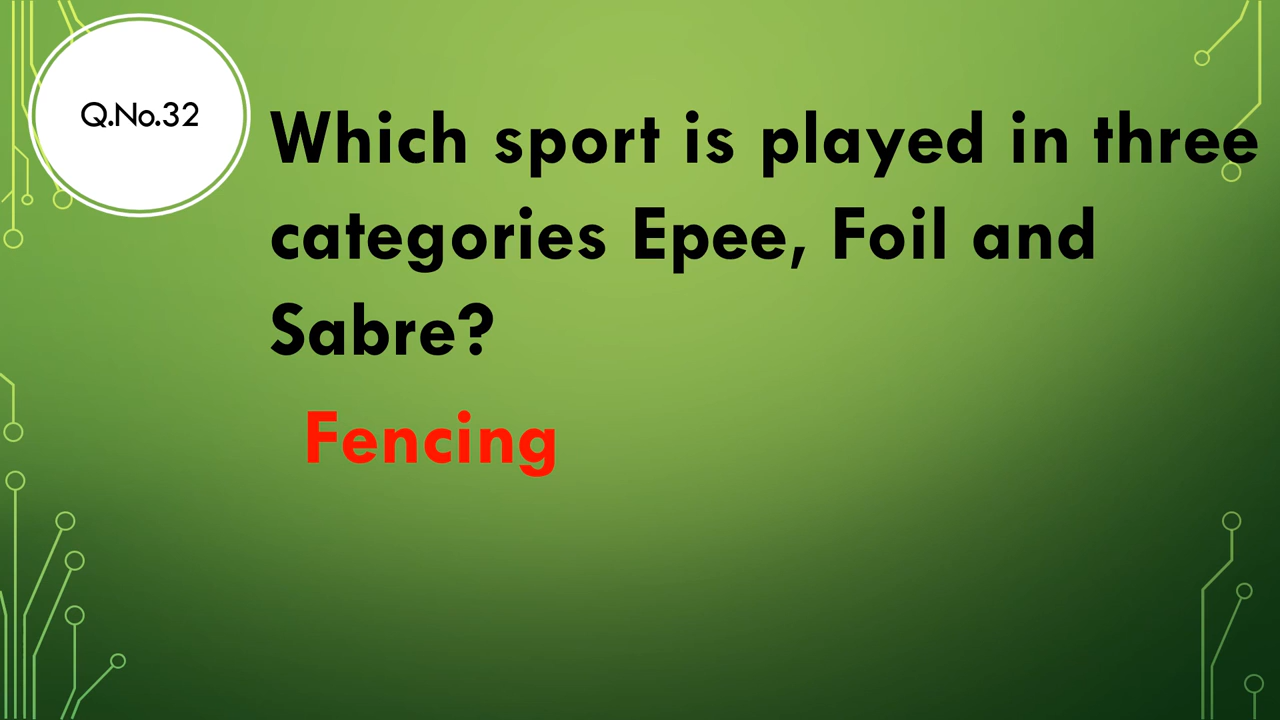 Q.No.32
Which sport is played in three
categories Epee, Foil and
Sabre?
Fencing